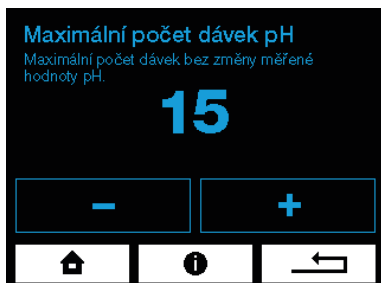 Maximální počet dávek pH
Maximální počet dávek bez změny měřené
hodnoty pH.
15
− +